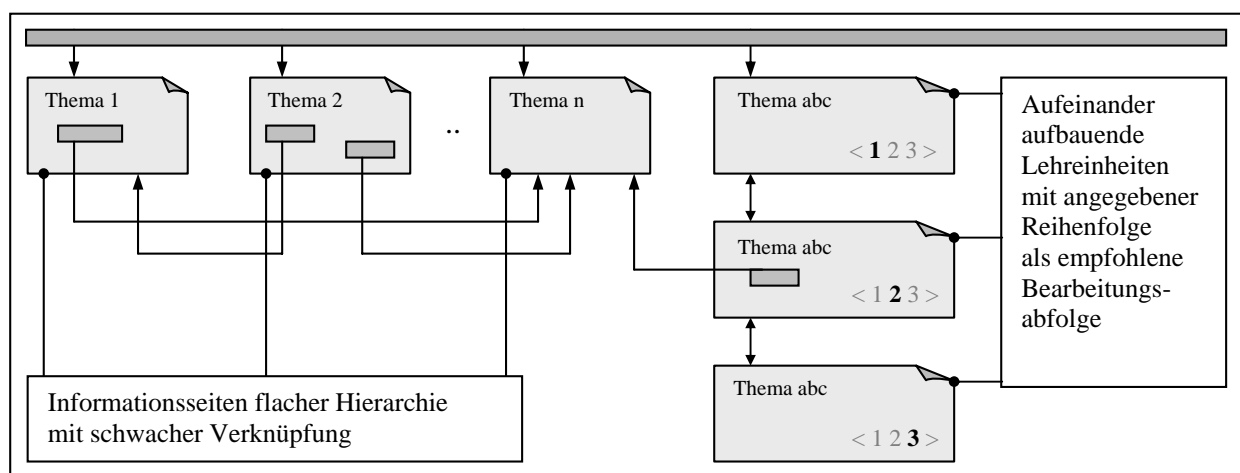 Thema 1
Thema 2
..
Thema n
Thema abc
< 1 2 3 >
Aufeinander
aufbauende
Lehreinheiten
mit angegebener
Reihenfolge
als empfohlene
Bearbeitungs-
abfolge
Thema abc
< 1 2 3 >
Thema abc
< 1 2 3 >
Informationsseiten flacher Hierarchie
mit schwacher Verknüpfung